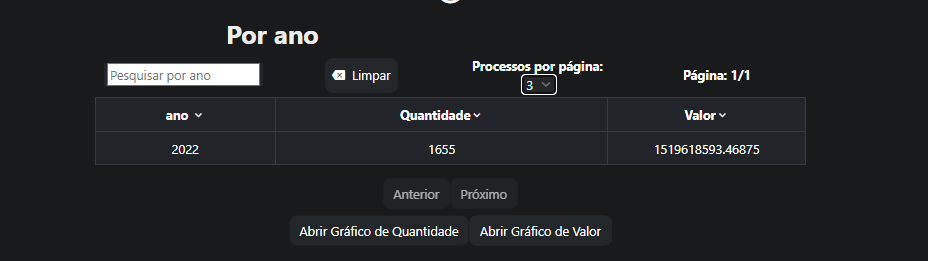 Por ano
Pesquisar por ano
Limpar
Processos por página:
3
Página: 1/1
ano Quantidade Valor
2022 1655 1519618593.46875
Anterior Próximo
Abrir Gráfico de Quantidade Abrir Gráfico de Valor